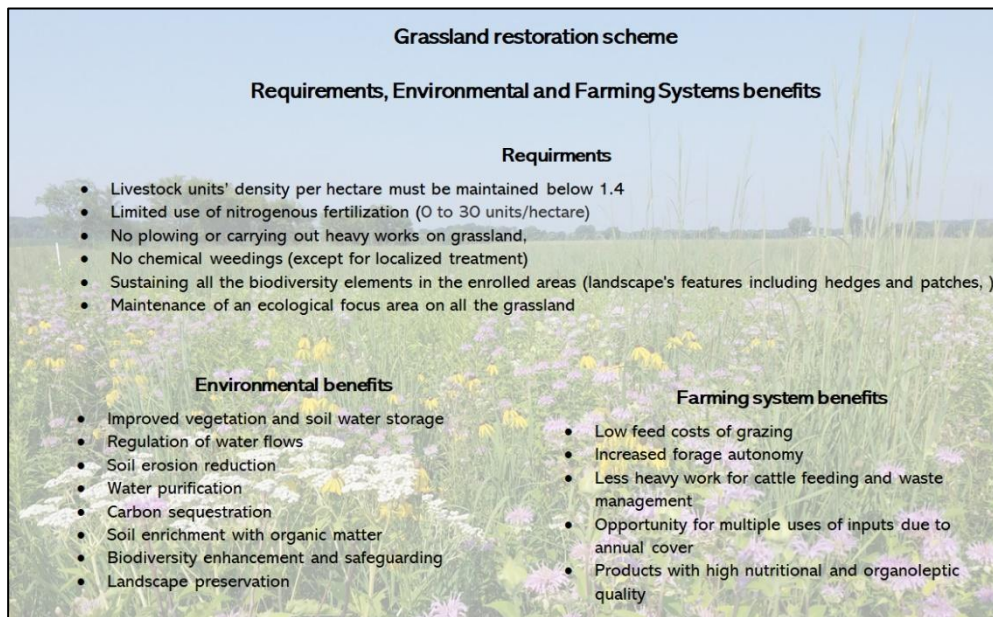 Grassland restoration scheme
Requirements, Environmental and Farming Systems benefits
Requirments
• Livestock units' density per hectare must be maintained below 1.4
• Limited use of nitrogenous fertilization (0 to 30 units/hectare)
• No plowing or carrying out heavy works on grassland,
• No chemical weedings (except for localized treatment)
• Sustaining all the biodiversity elements in the enrolled areas (landscape's features including hedges and patches, )
• Maintenance of an ecological focus area on all the grassland
Environmental benefits
• Improved vegetation and soil water storage
• Regulation of water flows
• Soil erosion reduction
• Water purification
• Carbon sequestration
• Soil enrichment with organic matter
• Biodiversity enhancement and safeguarding
• Landscape preservation
Farming system benefits
• Low feed costs of grazing
• Increased forage autonomy
• Less heavy work for cattle feeding and waste
management
• Opportunity for multiple uses of inputs due to
annual cover
• Products with high nutritional and organoleptic
quality